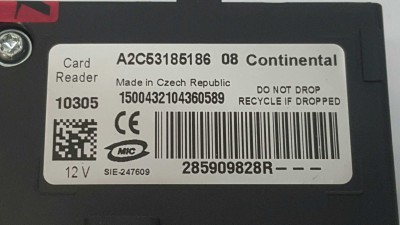 Card Reader
A2C53185186 08 Continental
Made in Czech Republic
10305
1500432104360589
DO NOT DROP
RECYCLE IF DROPPED
CE
MIC
12 V
SIE-247609
285909828R---